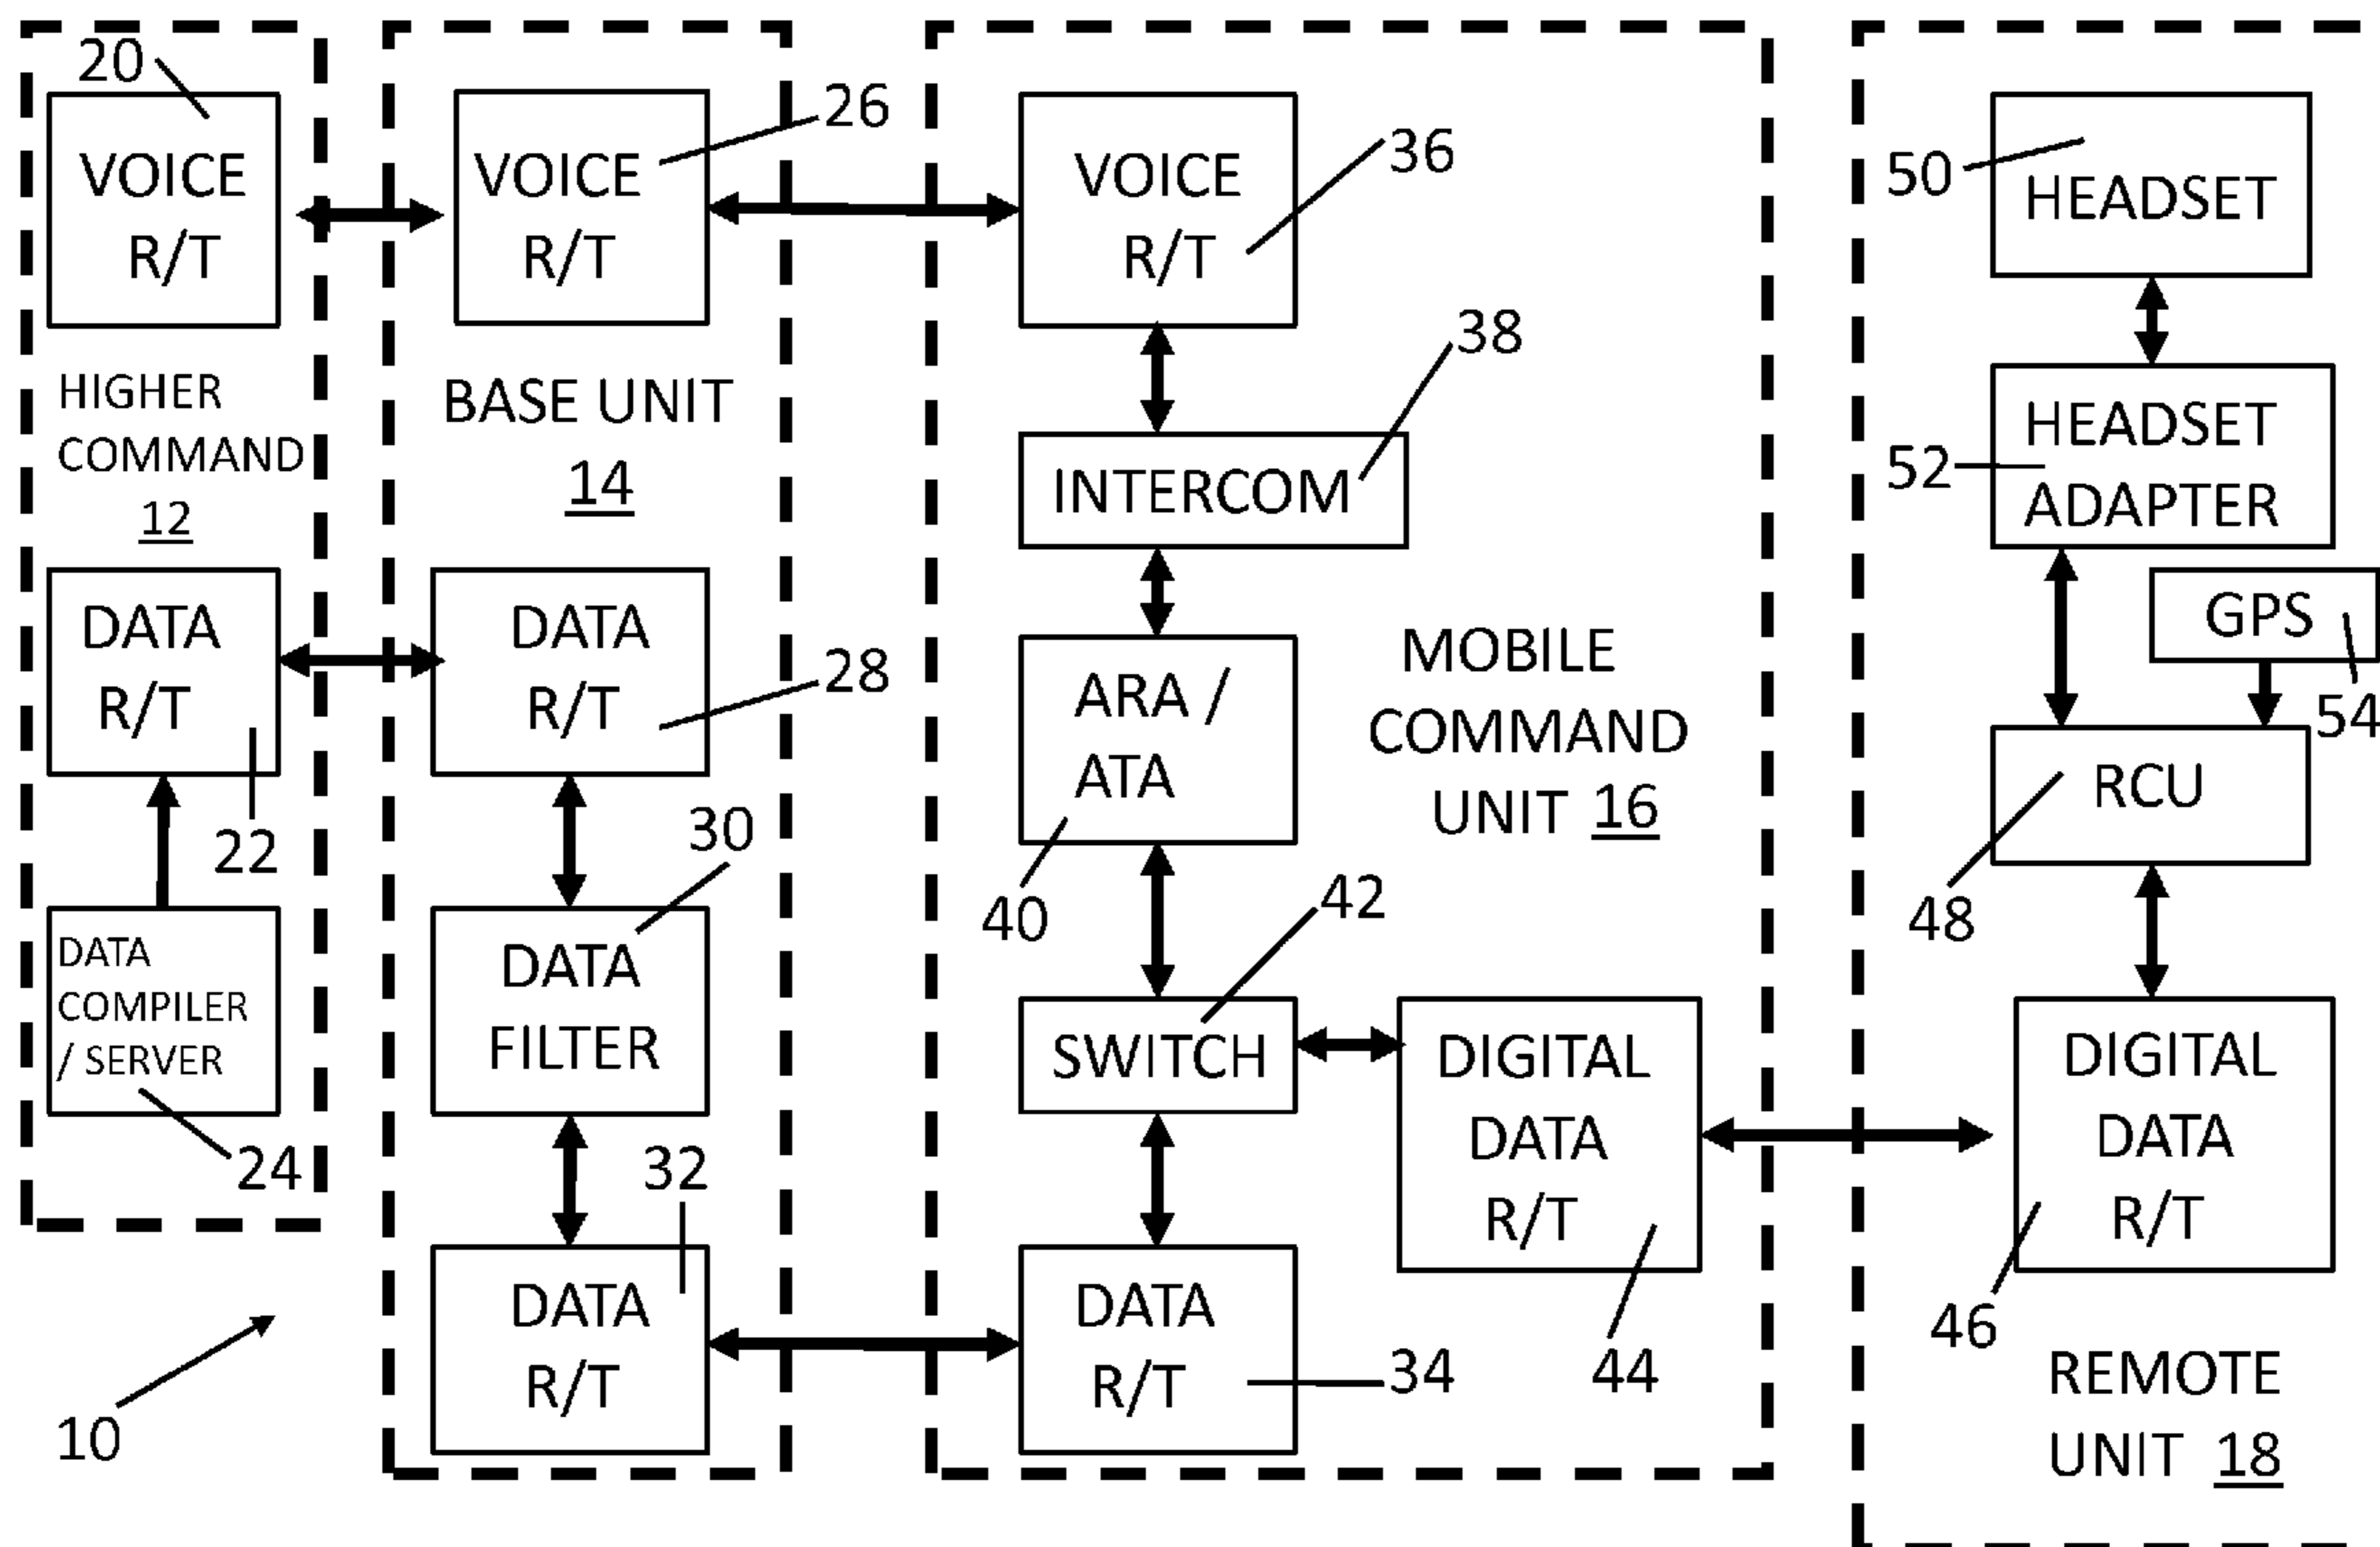 20
VOICE
R/T
HIGHER
COMMAND
12
DATA
R/T
22
DATA
COMPILER
/ SERVER
24
10
VOICE
R/T
26
BASE UNIT
14
DATA
R/T
28
30
DATA
FILTER
32
DATA
R/T
VOICE
R/T
36
38
INTERCOM
ARA /
ATA
40
MOBILE
COMMAND
UNIT 16
42
SWITCH
DIGITAL
DATA
R/T
44
DATA
R/T
34
50
HEADSET
52
HEADSET
ADAPTER
GPS
54
RCU
48
DIGITAL
DATA
R/T
46
REMOTE
UNIT 18